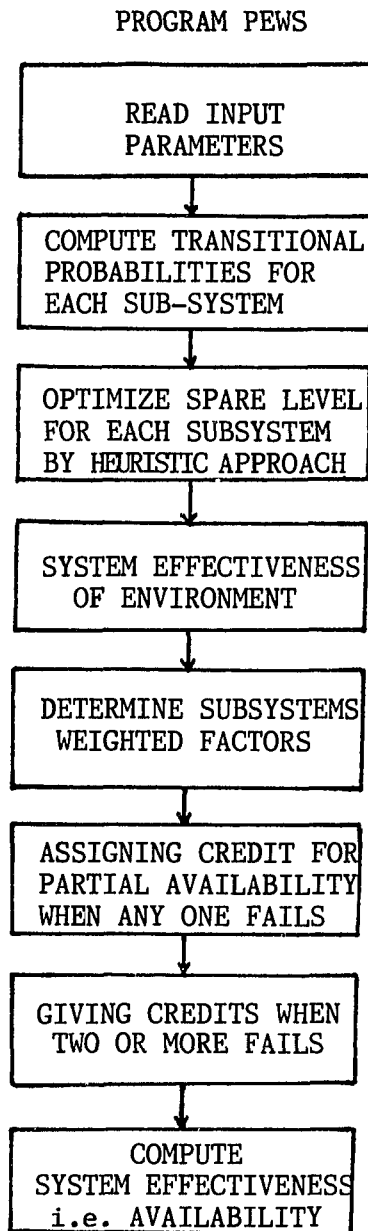 PROGRAM PEWS
READ INPUT
PARAMETERS
COMPUTE TRANSITIONAL
PROBABILITIES FOR
EACH SUB-SYSTEM
OPTIMIZE SPARE LEVEL
FOR EACH SUBSYSTEM
BY HEURISTIC APPROACH
SYSTEM EFFECTIVENESS
OF ENVIRONMENT
DETERMINE SUBSYSTEMS
WEIGHTED FACTORS
ASSIGNING CREDIT FOR
PARTIAL AVAILABILITY
WHEN ANY ONE FAILS
GIVING CREDITS WHEN
TWO OR MORE FAILS
COMPUTE
SYSTEM EFFECTIVENESS
i.e. AVAILABILITY